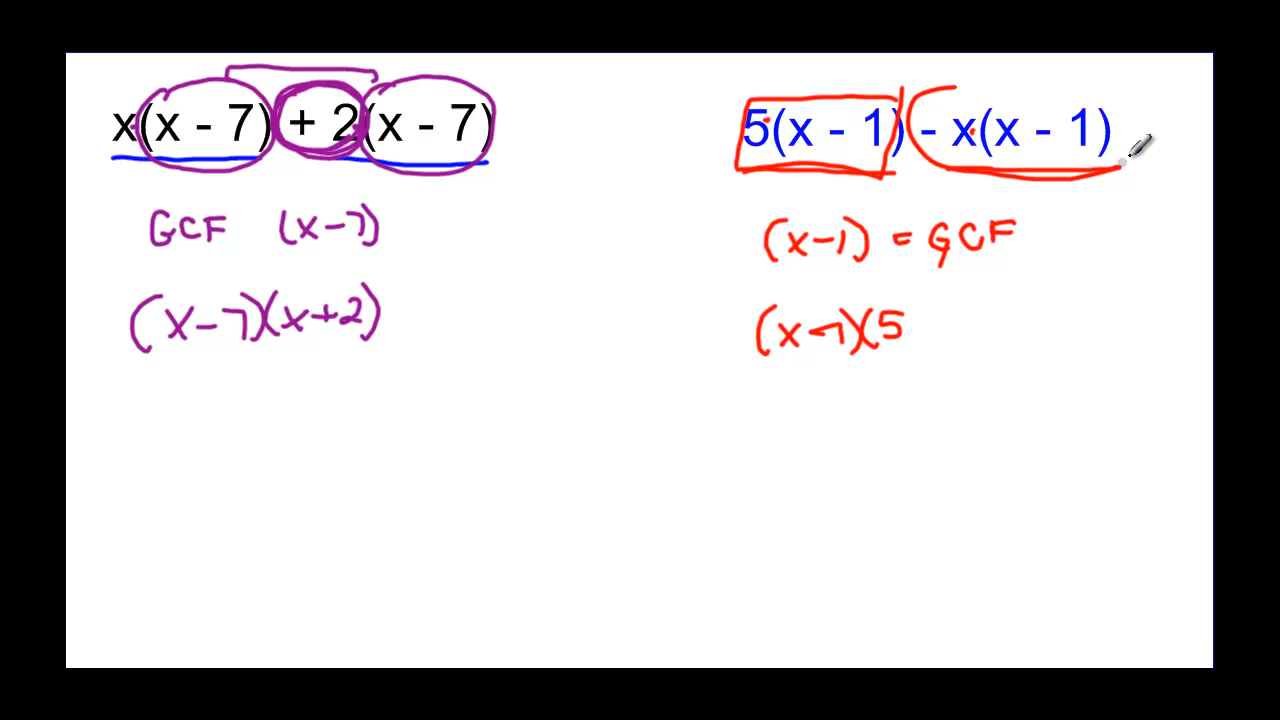 x(x - 7) + 2(x - 7)
GCF (x-7)
(x-7)(x+2)
5(x - 1) - x(x - 1)
(x-1) = GCF
(x-1)(5